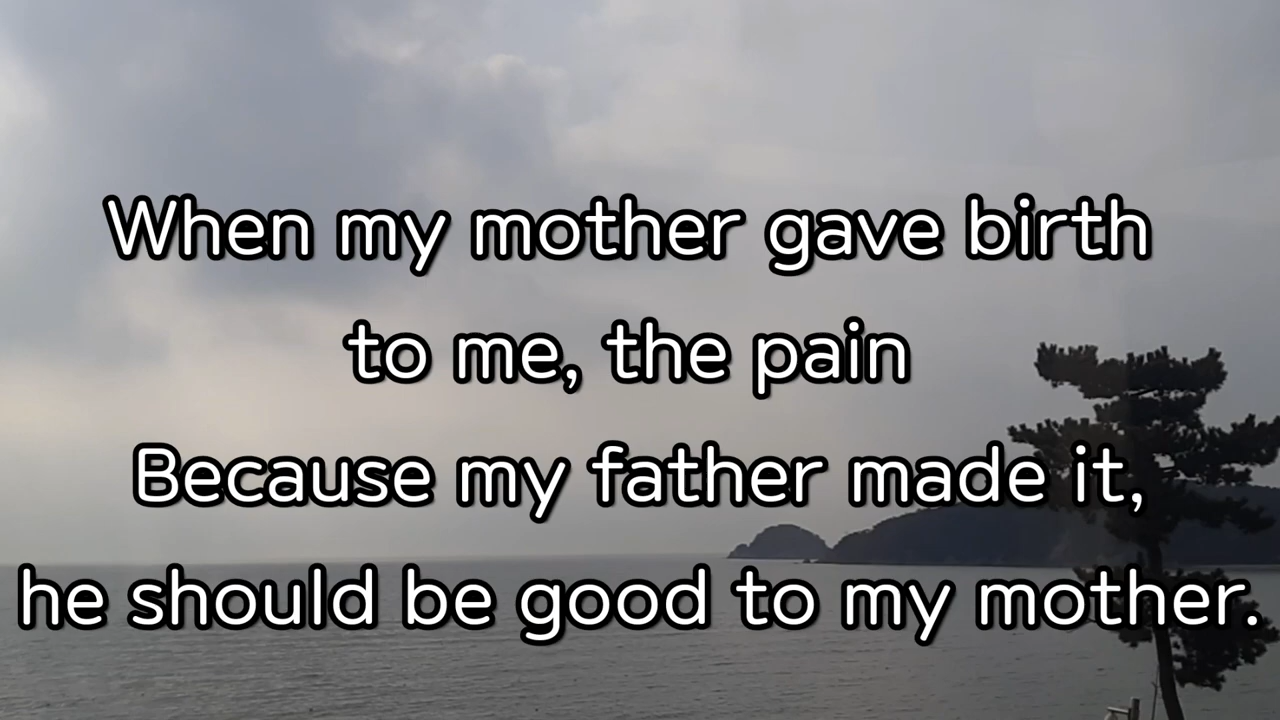 When my mother gave birth
to me, the pain
Because my father made it,
he should be good to my mother.